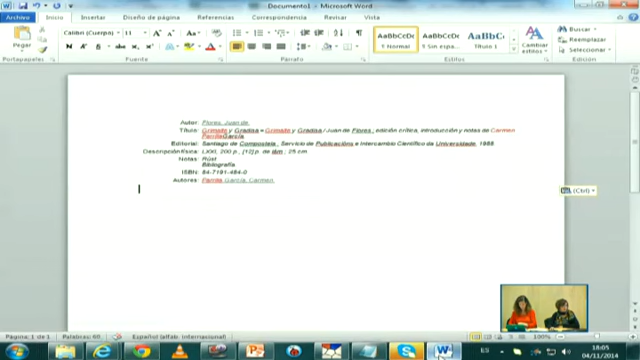 Documento1 - Microsoft Word
Archivo Inicio Insertar Diseño de página Referencias Correspondencia Revisar Vista
Calibri (Cuerpo) 11
AaBbCcDc AaBbCcDc AaBbC
Pegar
¶ Normal ¶ Sin espa... Título 1
Cambiar estilos
Buscar
Reemplazar
Seleccionar
Portapapeles Fuente Párrafo Estilos Edición
Autor: Flores, Juan de,
Título: Grimalte y Gradisa = Grimalte y Gradisa / Juan de Flores ; edición crítica, introducción y notas de Carmen
Parrilla García
Editorial: Santiago de Compostela : Servicio de Publicacións e Intercambio Científico da Universidade, 1988
Descripción física: LXXI, 200 p., [12] p. de lám ; 25 cm
Notas: Rúst
Bibliografía
ISBN: 84-7191-484-0
Autores: Parrilla García, Carmen,
(Ctrl)
Página: 1 de 1 Palabras: 60 Español (alfab. internacional) 100%
ES 18:05
04/11/2014